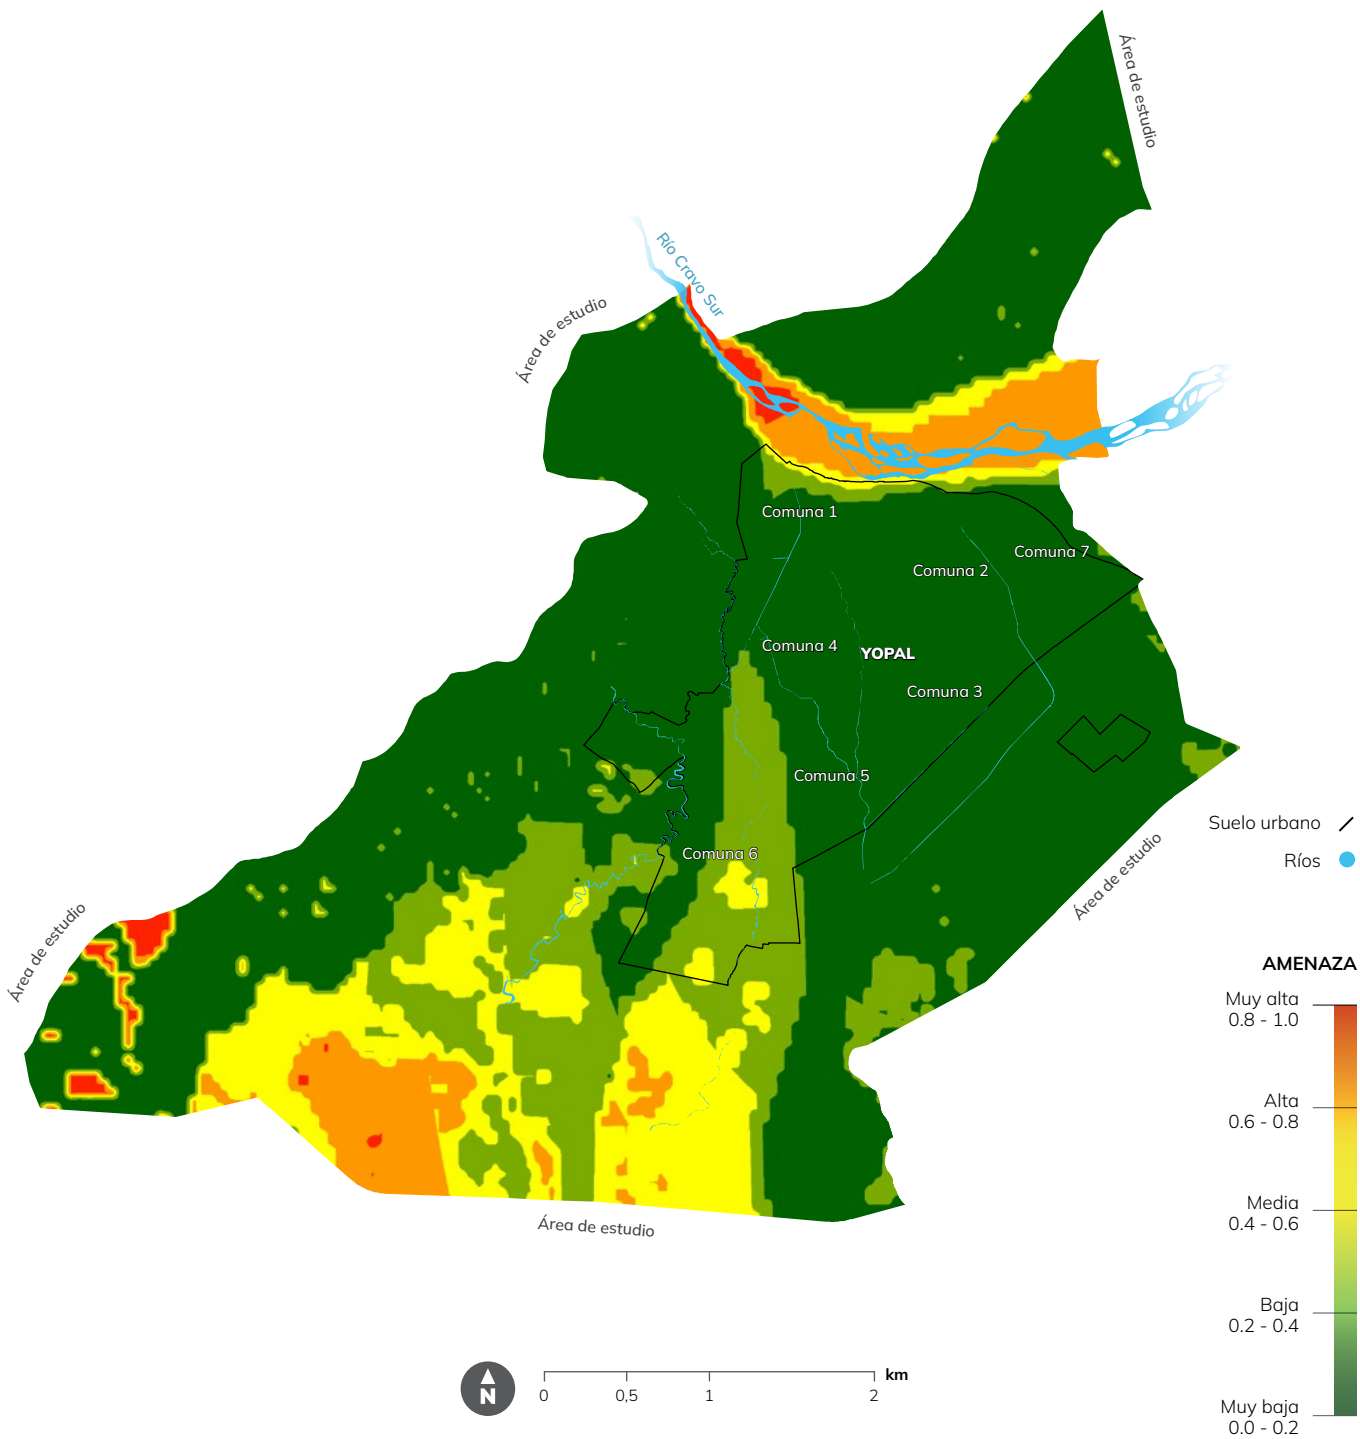 Área de estudio
Río Cravo Sur
Área de estudio
Comuna 1
Comuna 7
Comuna 2
Comuna 4
YOPAL
Comuna 3
Comuna 5
Suelo urbano
Comuna 6
Ríos
Área de estudio
Área de estudio
AMENAZA
Muy alta
0.8 - 1.0
Alta
0.6 - 0.8
Media
0.4 - 0.6
Área de estudio
Baja
0.2 - 0.4
Muy baja
0.0 - 0.2
N
km
0 0,5 1 2